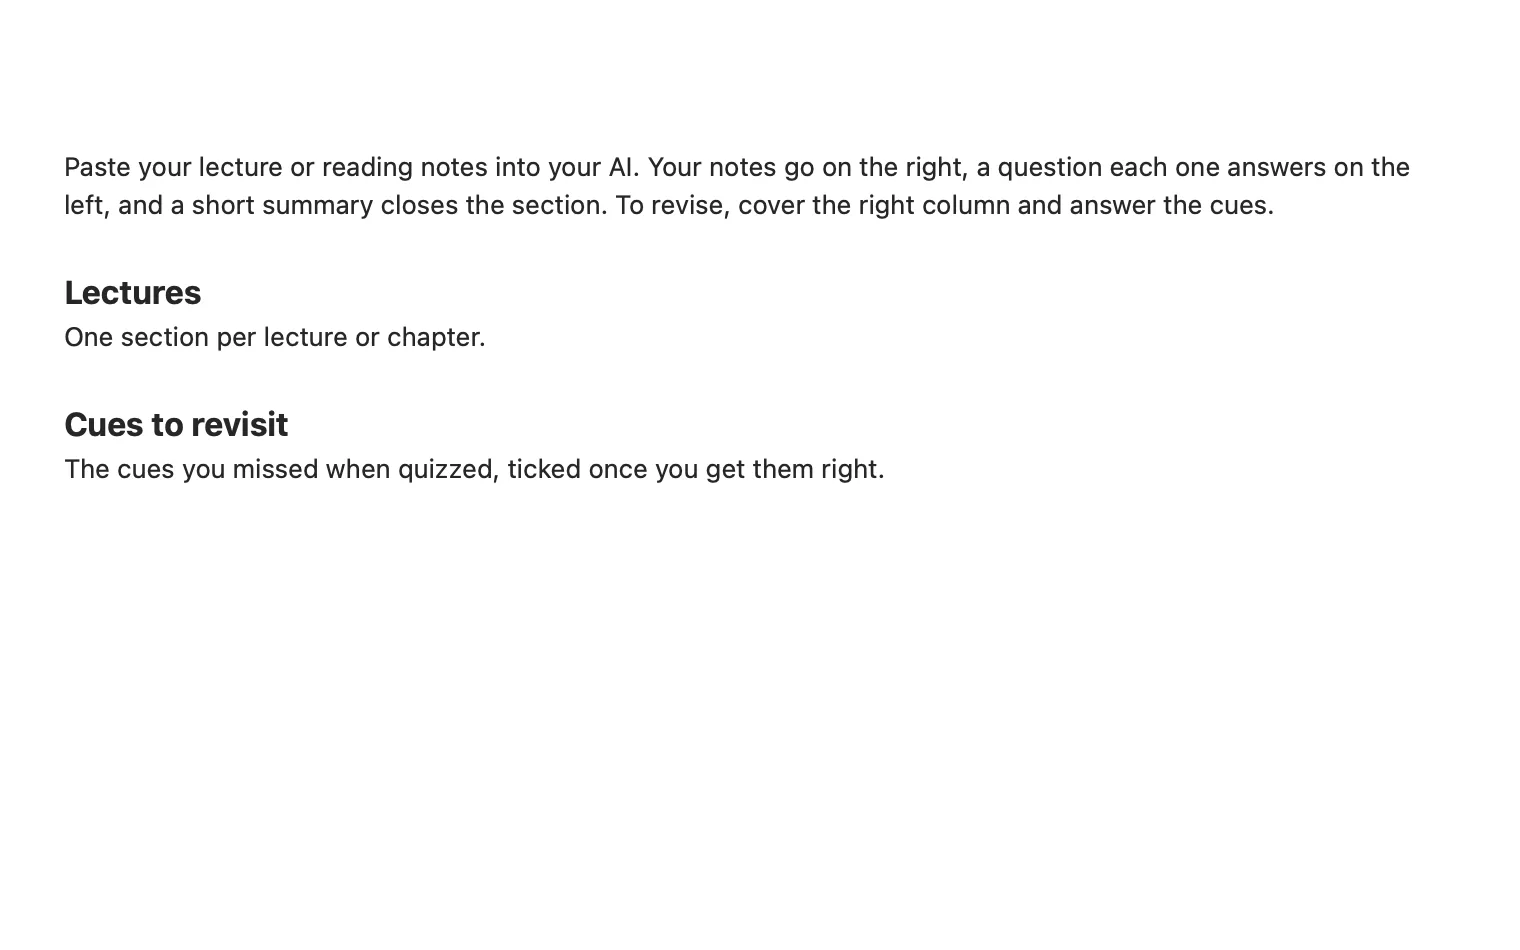 Paste your lecture or reading notes into your AI. Your notes go on the right, a question each one answers on the
left, and a short summary closes the section. To revise, cover the right column and answer the cues.
Lectures
One section per lecture or chapter.
Cues to revisit
The cues you missed when quizzed, ticked once you get them right.